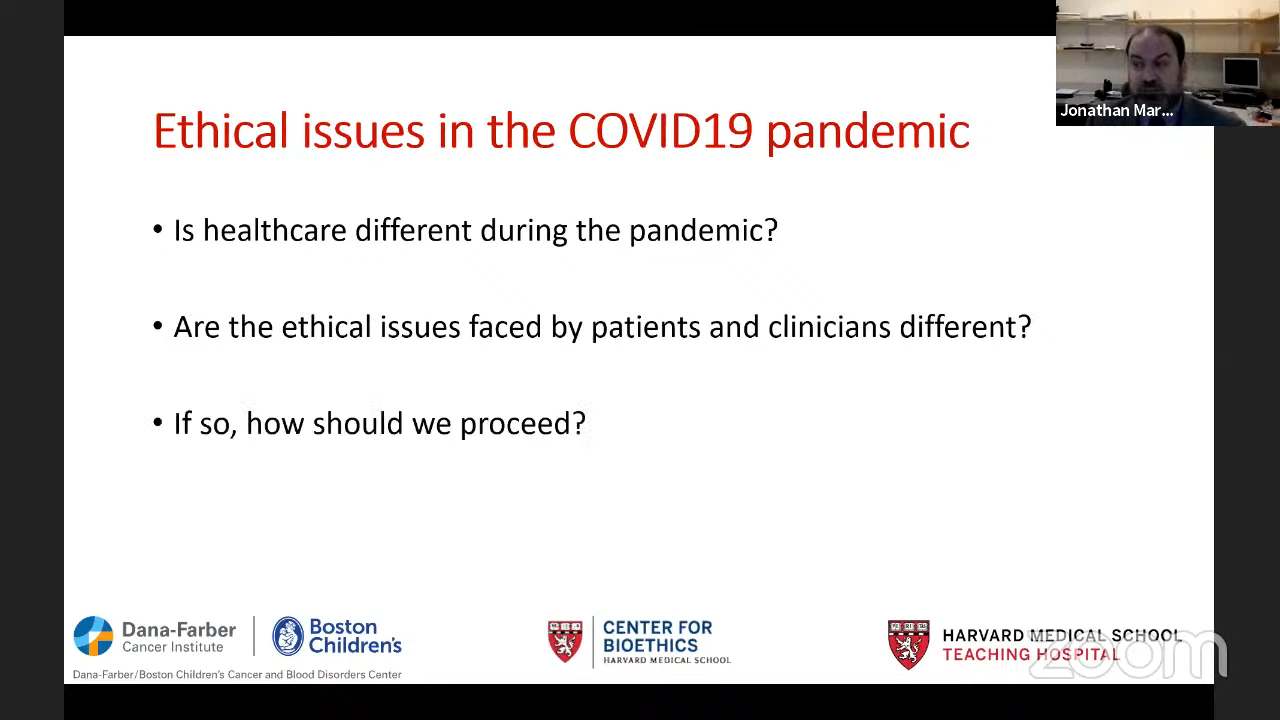 Ethical issues in the COVID19 pandemic
Jonathan Mar...
• Is healthcare different during the pandemic?
• Are the ethical issues faced by patients and clinicians different?
• If so, how should we proceed?
Dana-Farber
Cancer Institute
Boston
Children's
Dana-Farber/Boston Children's Cancer and Blood Disorders Center
CENTER FOR
BIOETHICS
HARVARD MEDICAL SCHOOL
HARVARD MEDICAL SCHOOL
TEACHING HOSPITAL
zoom